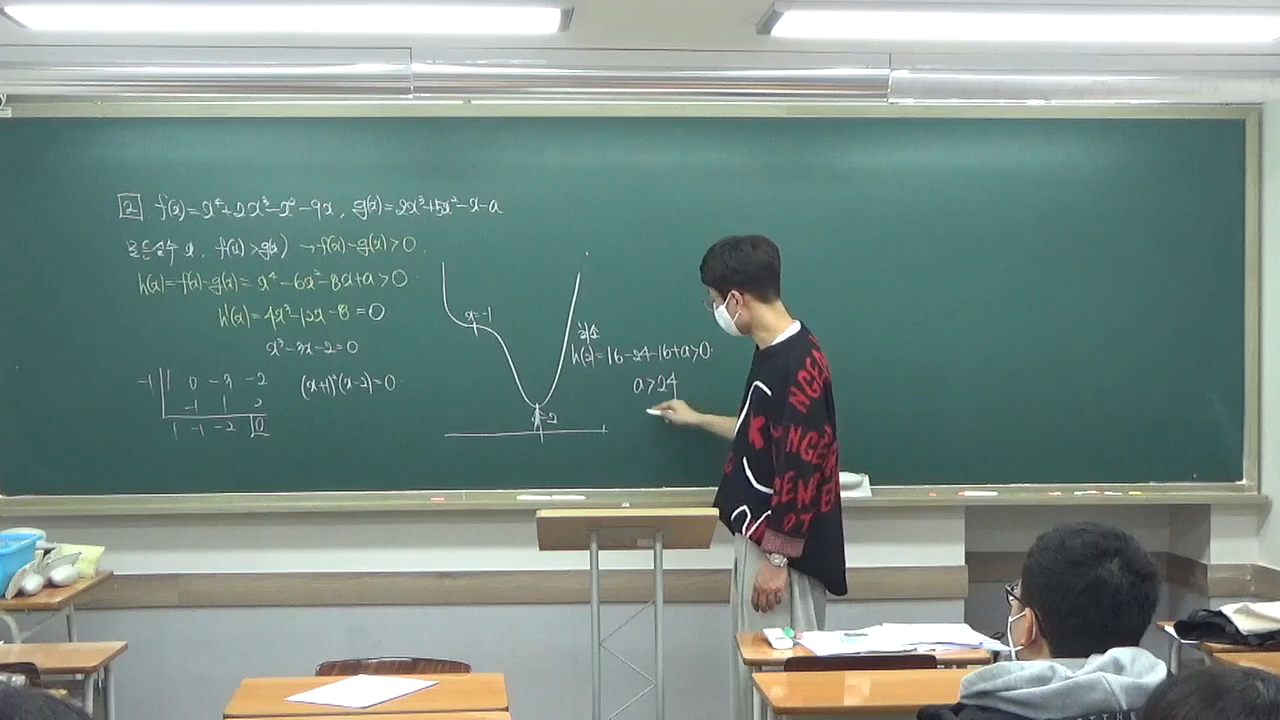 2 f(x)=x⁴+2x³-x²-9x, g(x)=2x³+5x²-x-a
모든 실수 x, f(x)>g(x) → f(x)-g(x)>0.
h(x)=f(x)-g(x)=x⁴-6x²-8x+a>0
h'(x)=4x³-12x-8=0
x³-3x-2=0
-1 1 0 -3 -2
-1 1 2
1 -1 -2 0
(x+1)²(x-2)=0
x=-1
x=2
최소
h(2)=16-24-16+a>0.
a>24